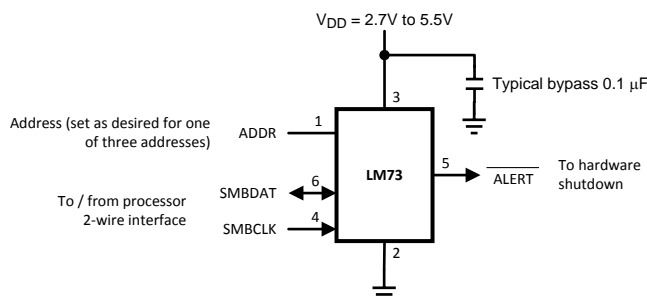 VDD = 2.7V to 5.5V
Typical bypass 0.1 μF
3
Address (set as desired for one
of three addresses)
ADDR
1
LM73
5
ALERT
To hardware
shutdown
To / from processor
2-wire interface
SMBDAT
6
SMBCLK
4
2